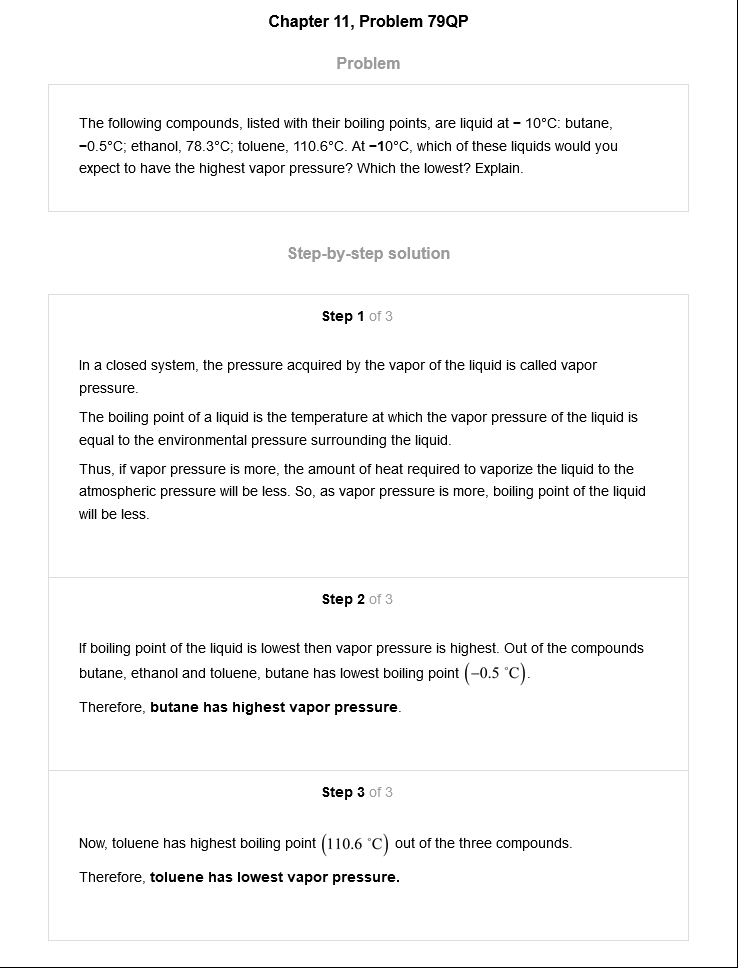 Chapter 11, Problem 79QP
Problem
The following compounds, listed with their boiling points, are liquid at − 10°C: butane,
−0.5°C; ethanol, 78.3°C; toluene, 110.6°C. At −10°C, which of these liquids would you
expect to have the highest vapor pressure? Which the lowest? Explain.
Step-by-step solution
Step 1 of 3
In a closed system, the pressure acquired by the vapor of the liquid is called vapor
pressure.
The boiling point of a liquid is the temperature at which the vapor pressure of the liquid is
equal to the environmental pressure surrounding the liquid.
Thus, if vapor pressure is more, the amount of heat required to vaporize the liquid to the
atmospheric pressure will be less. So, as vapor pressure is more, boiling point of the liquid
will be less.
Step 2 of 3
If boiling point of the liquid is lowest then vapor pressure is highest. Out of the compounds
butane, ethanol and toluene, butane has lowest boiling point (−0.5 °C).
Therefore, butane has highest vapor pressure.
Step 3 of 3
Now, toluene has highest boiling point (110.6 °C) out of the three compounds.
Therefore, toluene has lowest vapor pressure.